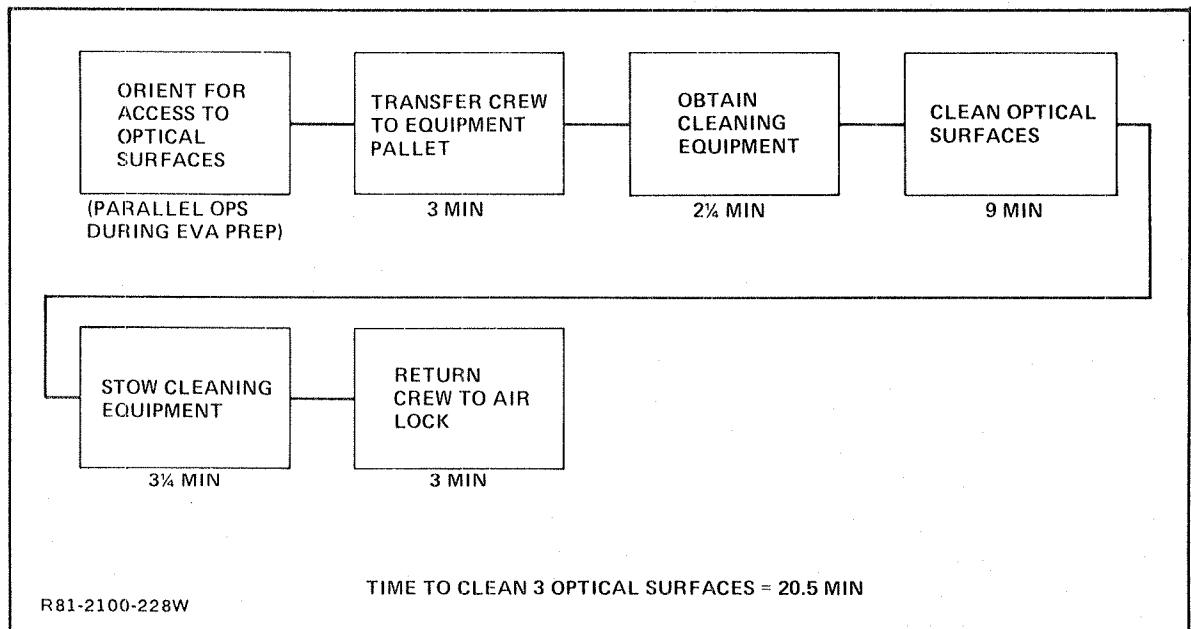 ORIENT FOR
ACCESS TO
OPTICAL
SURFACES
(PARALLEL OPS
DURING EVA PREP)
TRANSFER CREW
TO EQUIPMENT
PALLET
3 MIN
OBTAIN
CLEANING
EQUIPMENT
2¼ MIN
CLEAN OPTICAL
SURFACES
9 MIN
STOW CLEANING
EQUIPMENT
3¼ MIN
RETURN
CREW TO AIR
LOCK
3 MIN
TIME TO CLEAN 3 OPTICAL SURFACES = 20.5 MIN
R81-2100-228W